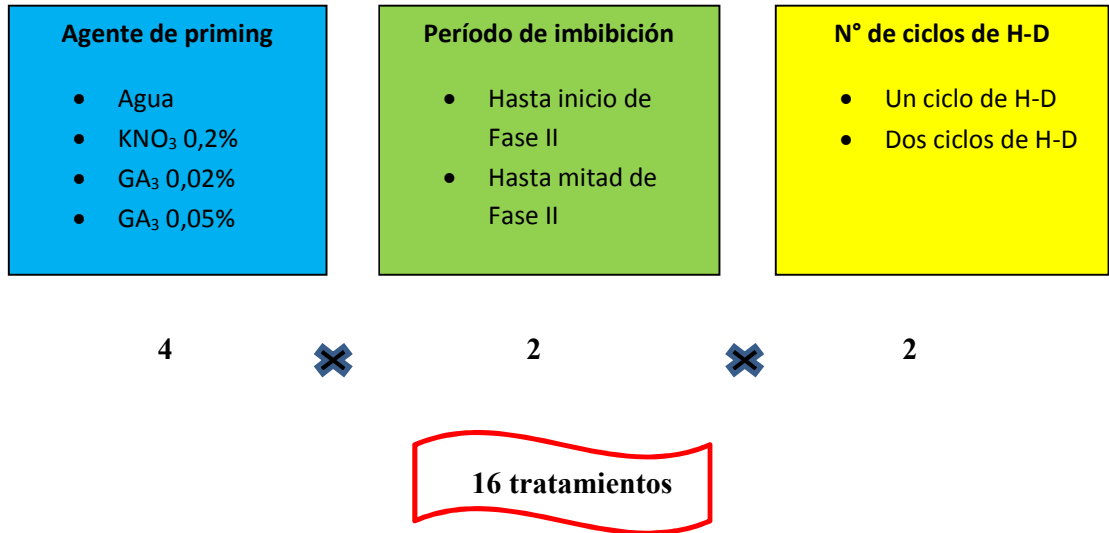 Agente de priming
• Agua
• KNO₃ 0,2%
• GA₃ 0,02%
• GA₃ 0,05%
Período de imbibición
• Hasta inicio de
Fase II
• Hasta mitad de
Fase II
N° de ciclos de H-D
• Un ciclo de H-D
• Dos ciclos de H-D
4
2
2
16 tratamientos